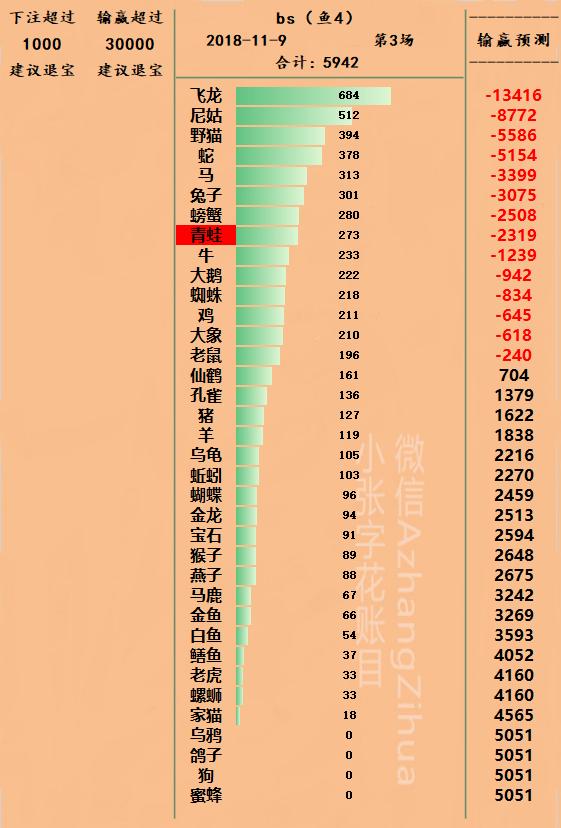 下注超过 输赢超过
1000 30000
建议退宝 建议退宝
bs（鱼4）
2018-11-9 第3场
合计：5942
------------
输赢预测
------------
飞龙 684 -13416
尼姑 512 -8772
野猫 394 -5586
蛇 378 -5154
马 313 -3399
兔子 301 -3075
螃蟹 280 -2508
青蛙 273 -2319
牛 233 -1239
大鹅 222 -942
蜘蛛 218 -834
鸡 211 -645
大象 210 -618
老鼠 196 -240
仙鹤 161 704
孔雀 136 1379
猪 127 1622
羊 119 1838
乌龟 105 2216
蚯蚓 103 2270
蝴蝶 96 2459
金龙 94 2513
宝石 91 2594
猴子 89 2648
燕子 88 2675
马鹿 67 3242
金鱼 66 3269
白鱼 54 3593
鳝鱼 37 4052
老虎 33 4160
螺蛳 33 4160
家猫 18 4565
乌鸦 0 5051
鸽子 0 5051
狗 0 5051
蜜蜂 0 5051
微信AzhangZihua
小张字花账目